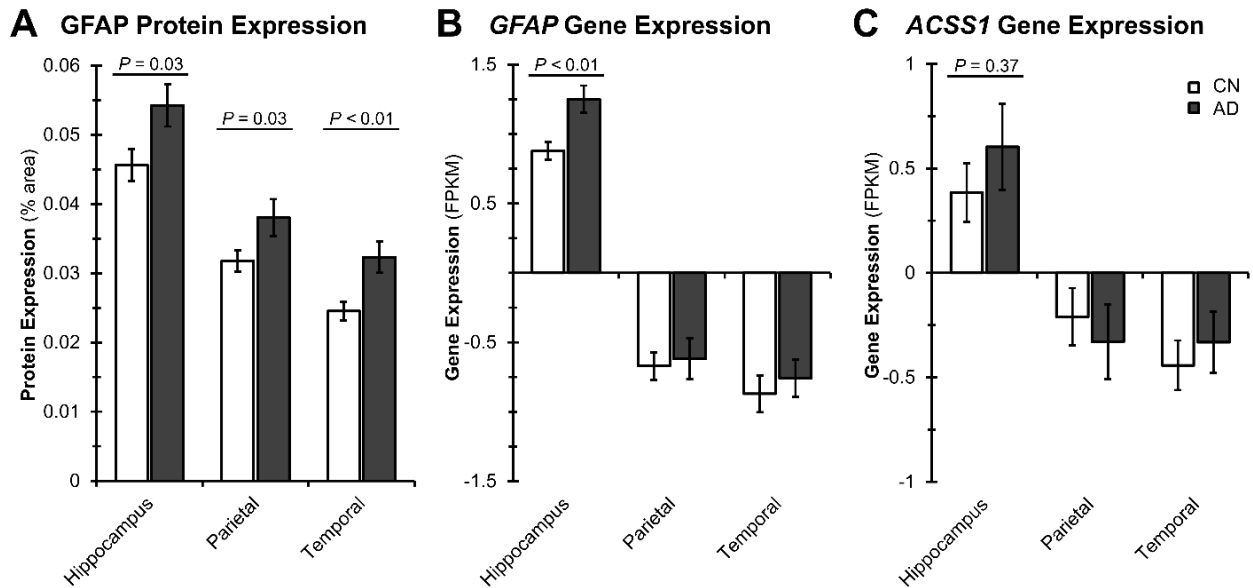 A GFAP Protein Expression
Protein Expression (% area)
0.06
0.05
0.04
0.03
0.02
0.01
0
P = 0.03
P = 0.03
P < 0.01
Hippocampus
Parietal
Temporal
B GFAP Gene Expression
Gene Expression (FPKM)
1.5
0.5
-0.5
-1.5
P < 0.01
Hippocampus
Parietal
Temporal
C ACSS1 Gene Expression
Gene Expression (FPKM)
1
0.5
0
-0.5
-1
P = 0.37
CN
AD
Hippocampus
Parietal
Temporal